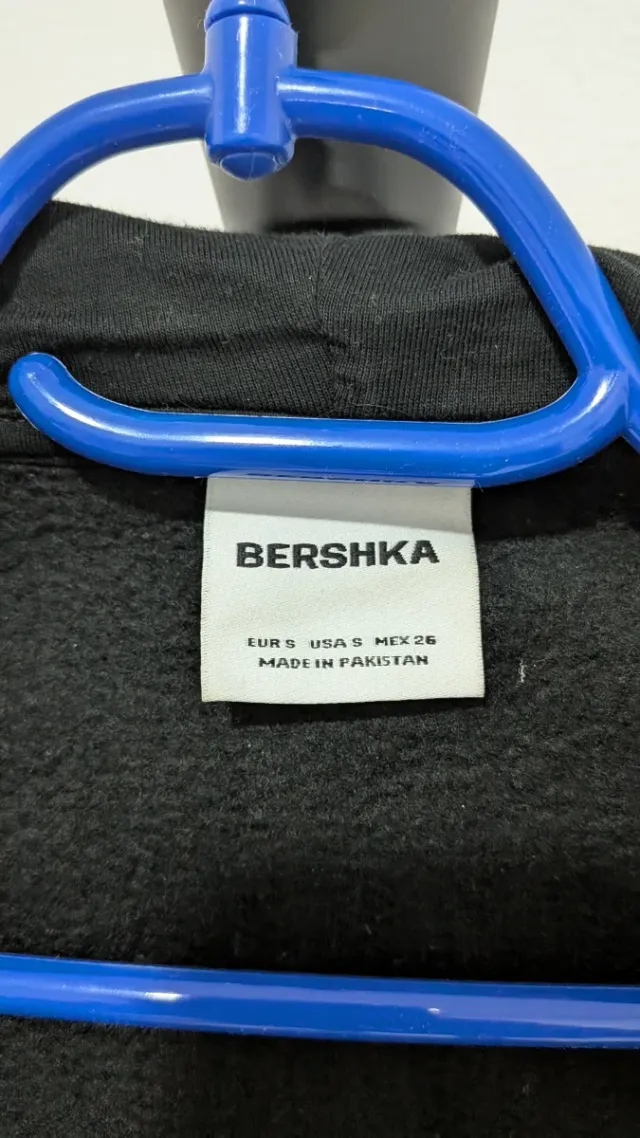 BERSHKA
EUR S USA S MEX 26
MADE IN PAKISTAN